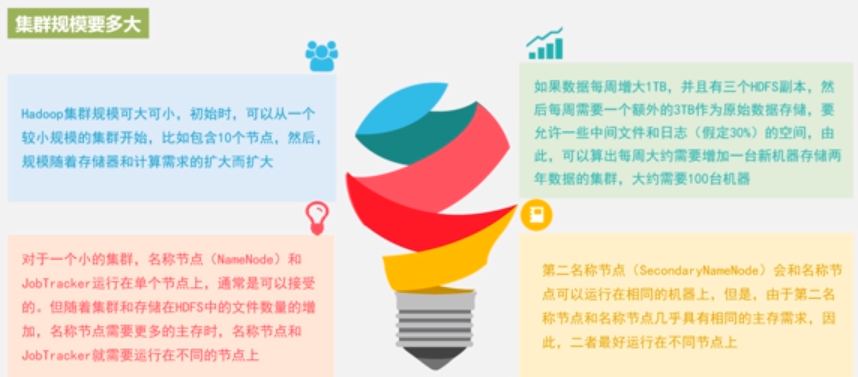 集群规模要多大
Hadoop集群规模可大可小，初始时，可以从一个
较小规模的集群开始，比如包含10个节点，然后，
规模随着存储器和计算需求的扩大而扩大
如果数据每周增大1TB，并且有三个HDFS副本，然
后每周需要一个额外的3TB作为原始数据存储，要
允许一些中间文件和日志（假定30%）的空间，由
此，可以算出每周大约需要增加一台新机器存储两
年数据的集群，大约需要100台机器
对于一个小的集群，名称节点（NameNode）和
JobTracker运行在单个节点上，通常是可以接受
的。但随着集群和存储在HDFS中的文件数量的增
加，名称节点需要更多的主存时，名称节点和
JobTracker就需要运行在不同的节点上
第二名称节点（SecondaryNameNode）会和名称节
点可以运行在相同的机器上，但是，由于第二名
称节点和名称节点几乎具有相同的主存需求，因
此，二者最好运行在不同节点上